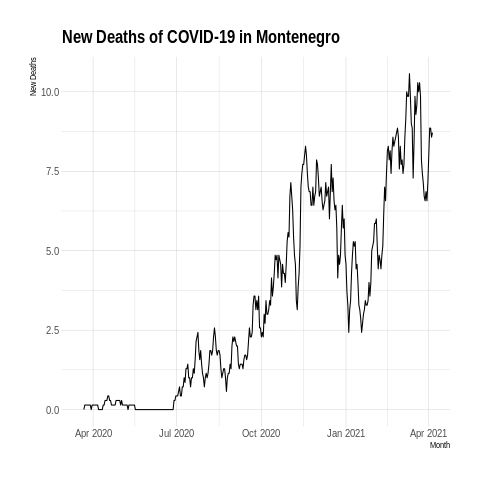 New Deaths of COVID-19 in Montenegro
New Deaths
10.0
7.5
5.0
2.5
0.0
Apr 2020 Jul 2020 Oct 2020 Jan 2021 Apr 2021
Month